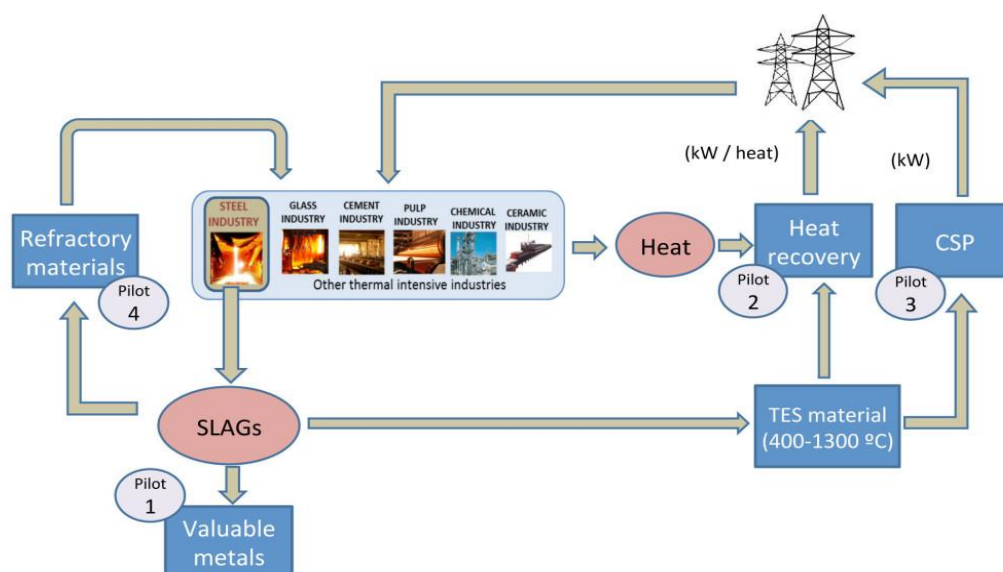 (kW / heat)
(kW)
STEEL
INDUSTRY
GLASS
INDUSTRY
CEMENT
INDUSTRY
PULP
INDUSTRY
CHEMICAL
INDUSTRY
CERAMIC
INDUSTRY
Other thermal intensive industries
Refractory
materials
Pilot
4
Heat
Heat
recovery
Pilot
2
CSP
Pilot
3
SLAGs
TES material
(400-1300 ºC)
Pilot
1
Valuable
metals